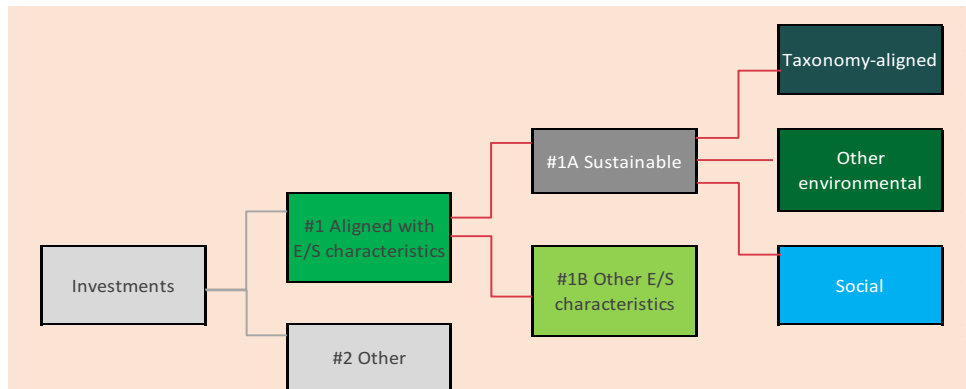 Investments
#1 Aligned with
E/S characteristics
#2 Other
#1A Sustainable
#1B Other E/S
characteristics
Taxonomy-aligned
Other
environmental
Social